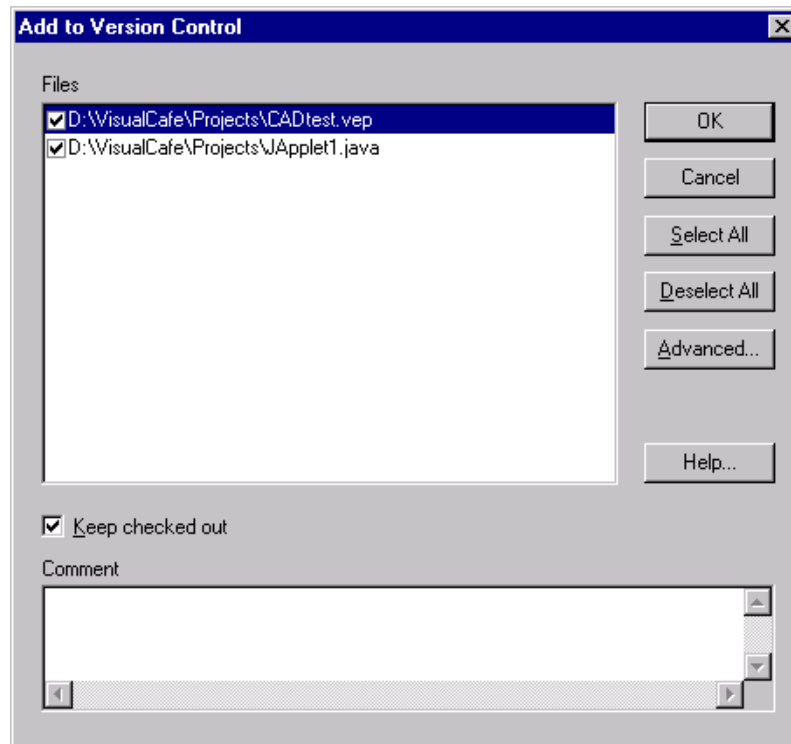 Add to Version Control
Files
D:\VisualCafe\Projects\CADtest.vep
D:\VisualCafe\Projects\JApplet1.java
OK
Cancel
Select All
Deselect All
Advanced...
Help...
Keep checked out
Comment